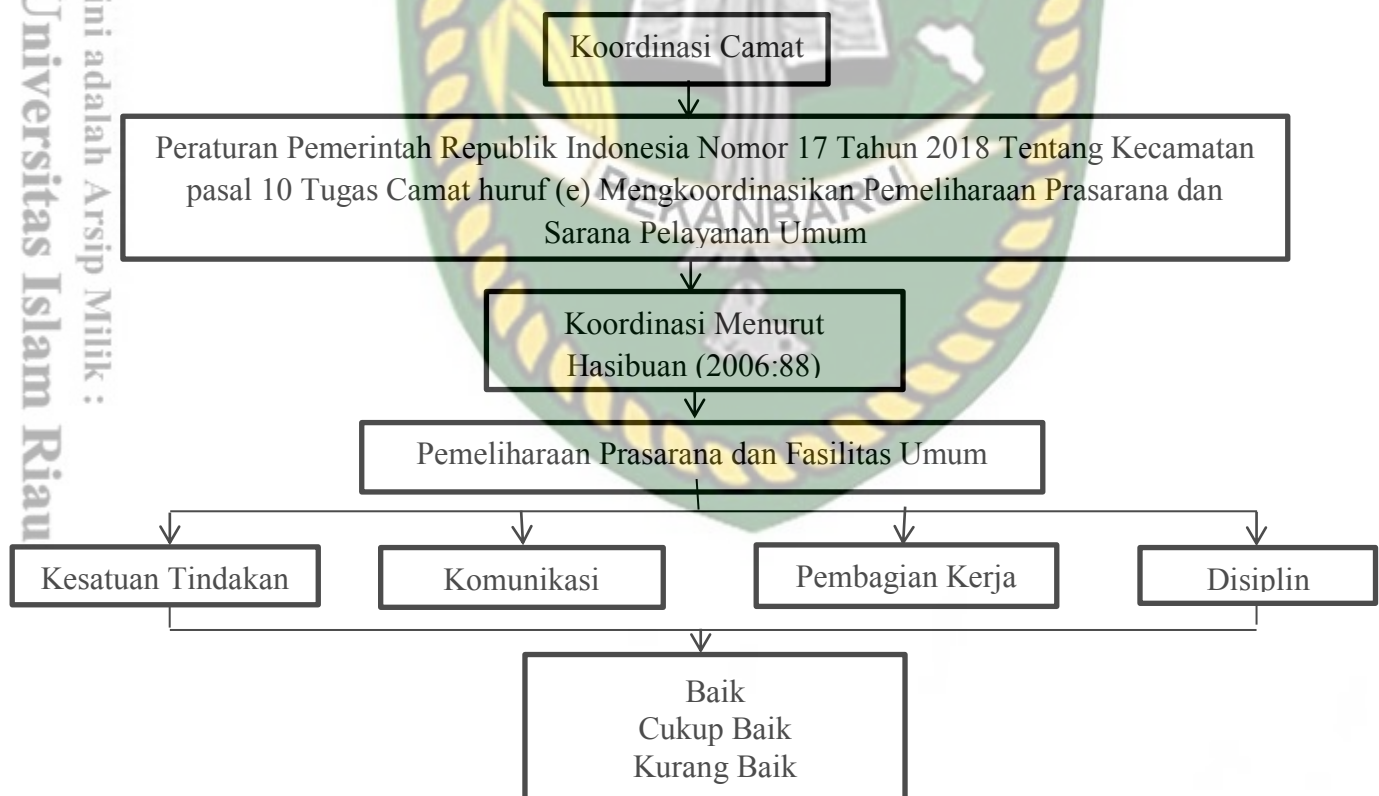 Koordinasi Camat
Peraturan Pemerintah Republik Indonesia Nomor 17 Tahun 2018 Tentang Kecamatan
pasal 10 Tugas Camat huruf (e) Mengkoordinasikan Pemeliharaan Prasarana dan
Sarana Pelayanan Umum
PEKANBARU
Koordinasi Menurut
Hasibuan (2006:88)
Pemeliharaan Prasarana dan Fasilitas Umum
Kesatuan Tindakan
Komunikasi
Pembagian Kerja
Disiplin
Baik
Cukup Baik
Kurang Baik
ini adalah Arsip Milik :
Universitas Islam Riau